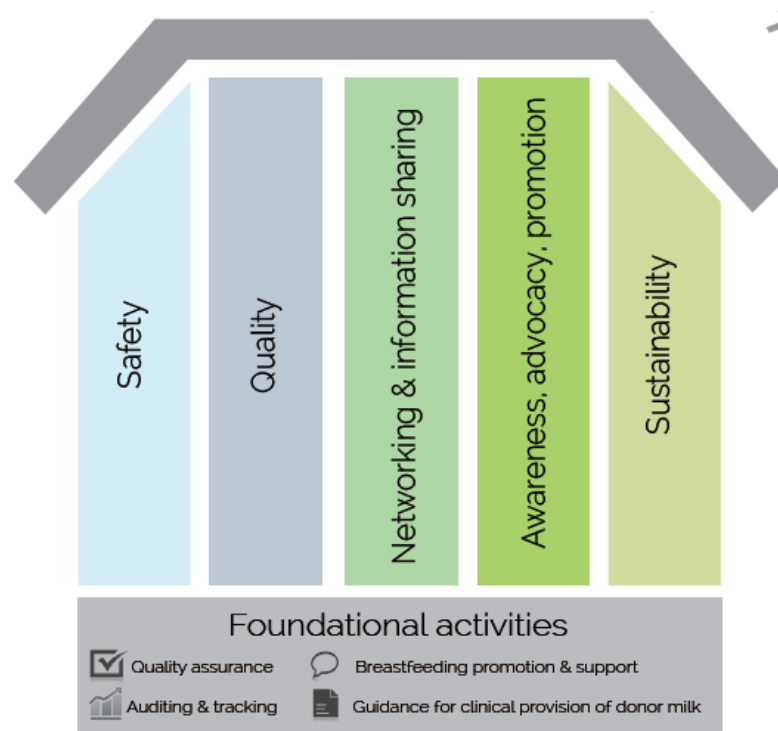 Safety
Quality
Networking & information sharing
Awareness, advocacy, promotion
Sustainability
Foundational activities
Quality assurance
Breastfeeding promotion & support
Auditing & tracking
Guidance for clinical provision of donor milk